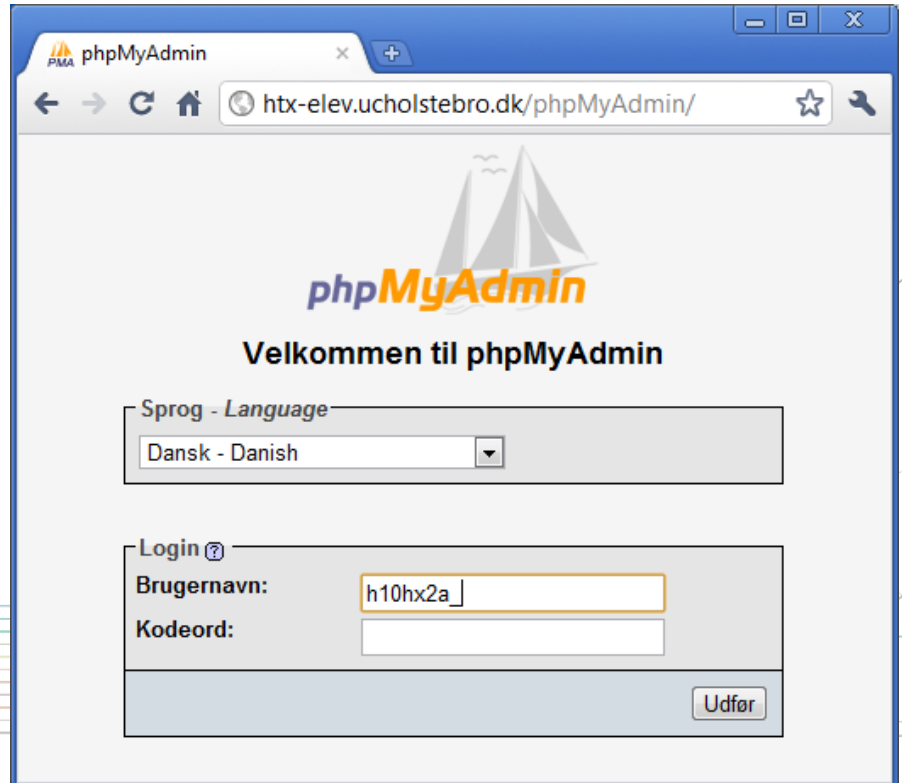 phpMyAdmin
htx-elev.ucholstebro.dk/phpMyAdmin/
phpMyAdmin
Velkommen til phpMyAdmin
Sprog - Language
Dansk - Danish
Login
Brugernavn: h10hx2a_
Kodeord:
Udfør